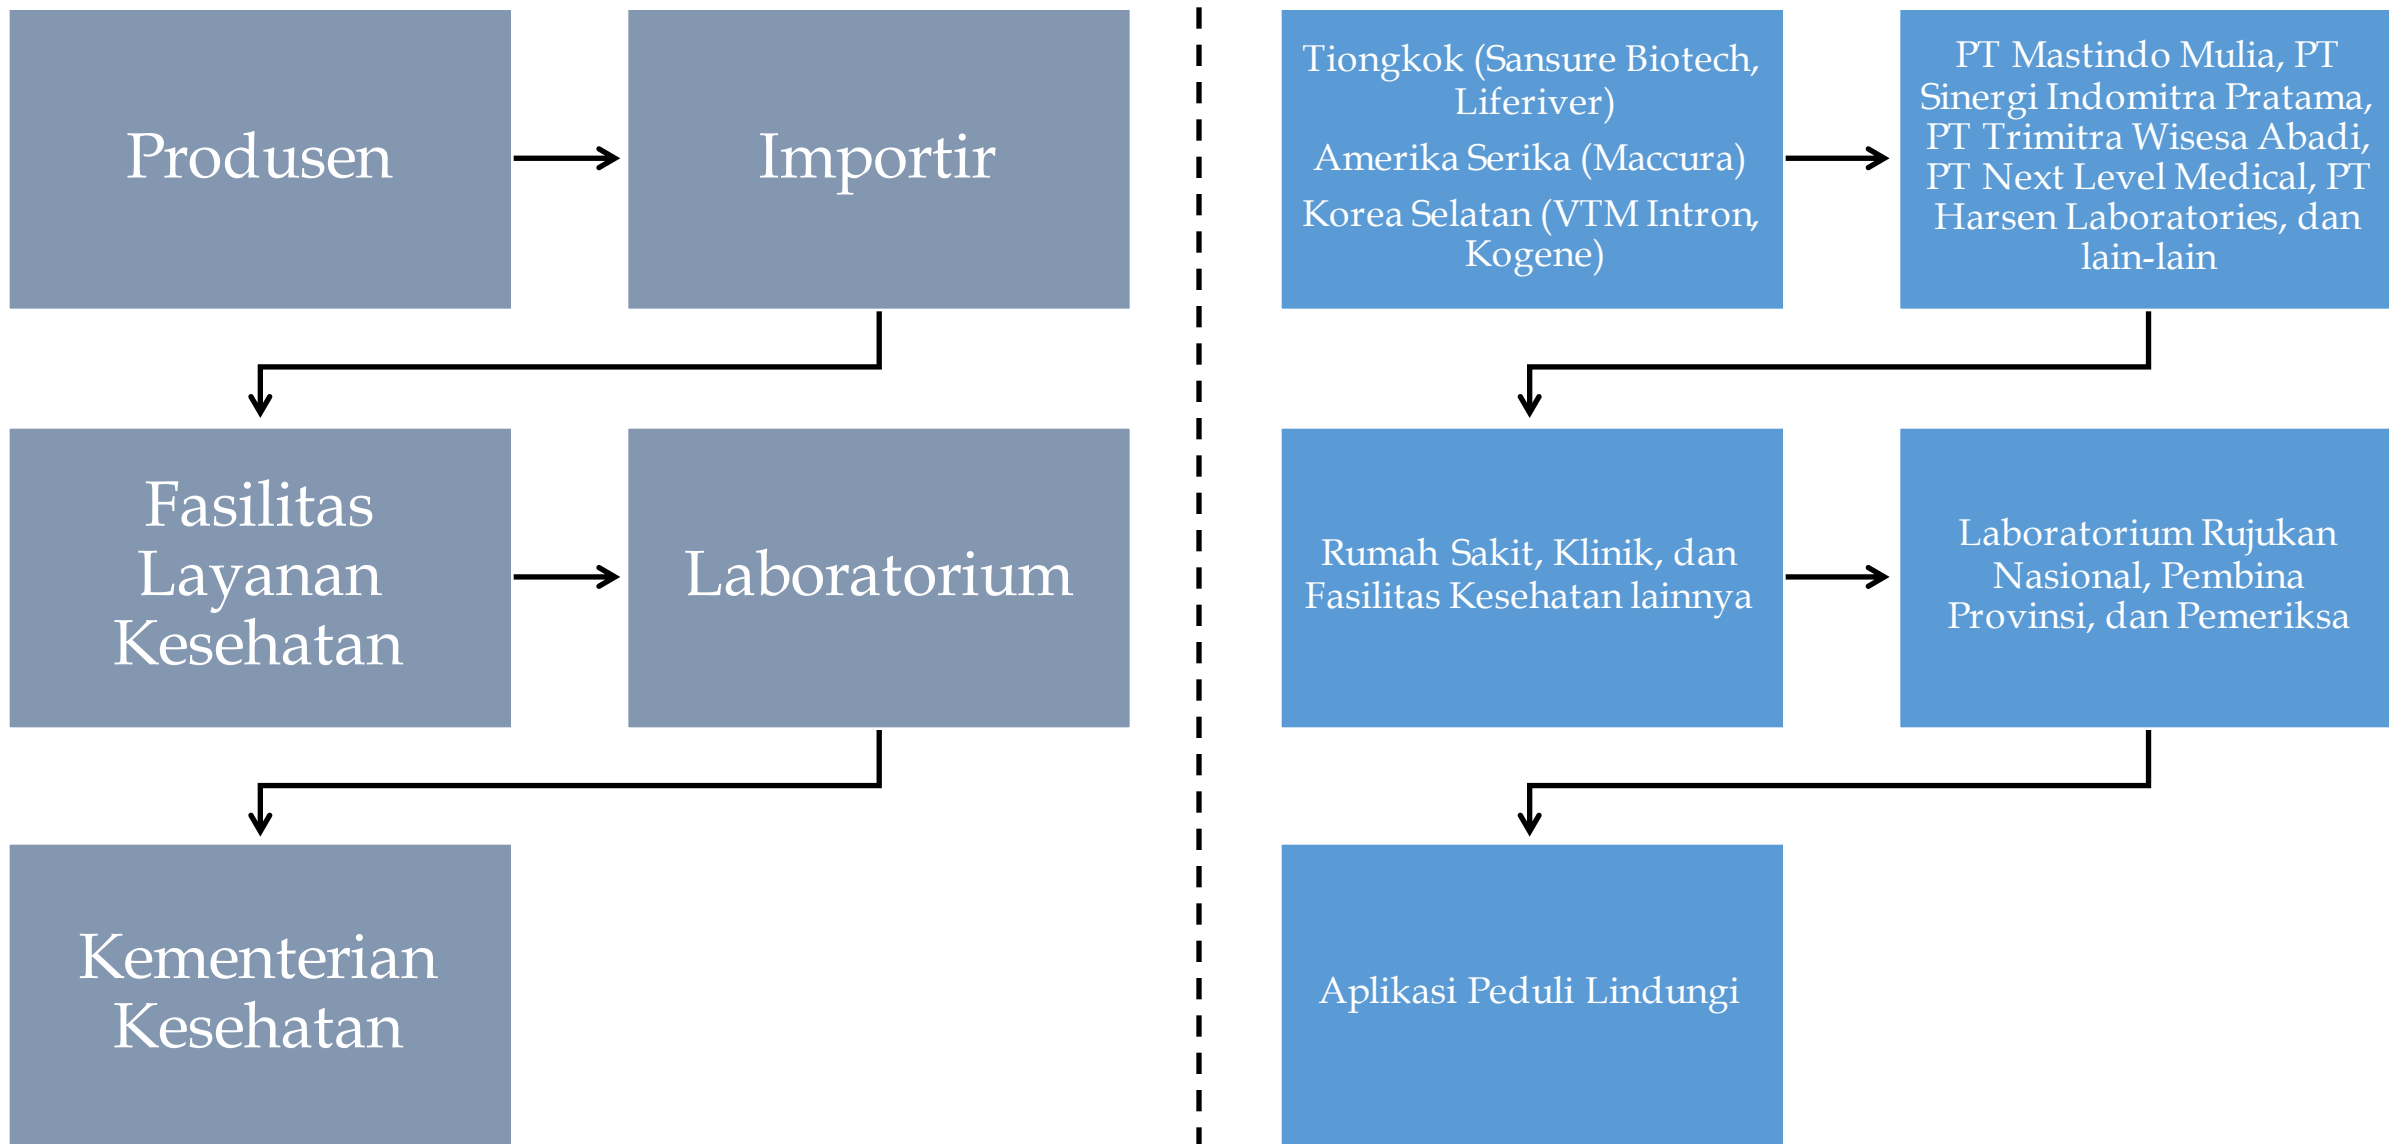 Produsen
Importir
Fasilitas
Layanan
Kesehatan
Laboratorium
Kementerian
Kesehatan
Tiongkok (Sansure Biotech,
Liferiver)
Amerika Serika (Maccura)
Korea Selatan (VTM Intron,
Kogene)
PT Mastindo Mulia, PT
Sinergi Indomitra Pratama,
PT Trimitra Wisesa Abadi,
PT Next Level Medical, PT
Harsen Laboratories, dan
lain-lain
Rumah Sakit, Klinik, dan
Fasilitas Kesehatan lainnya
Laboratorium Rujukan
Nasional, Pembina
Provinsi, dan Pemeriksa
Aplikasi Peduli Lindungi